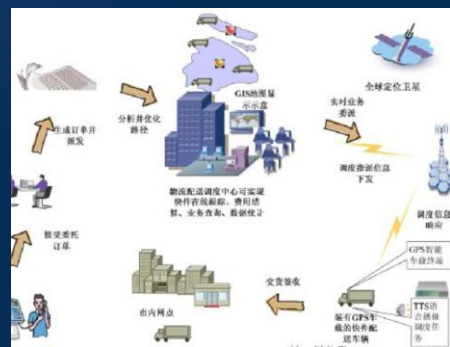 GIS地图显
示示意
全球定位卫星
生成订单并
派发
分析并优化
路径
实时业务
委派
调度指派信息
下发
物流配送调度中心可实现
快件在线跟踪、费用结
算、业务查询、数据统计
调度信息
响应
接受委托
订单
GPS智能
车载终端
交货签收
市内网点
装有GPS车
载的快件配
送车辆
TTS语
音播报
调度任
务